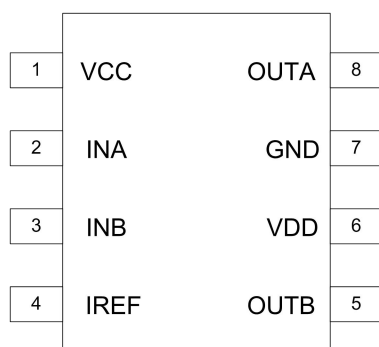 1 VCC OUTA 8
2 INA GND 7
3 INB VDD 6
4 IREF OUTB 5